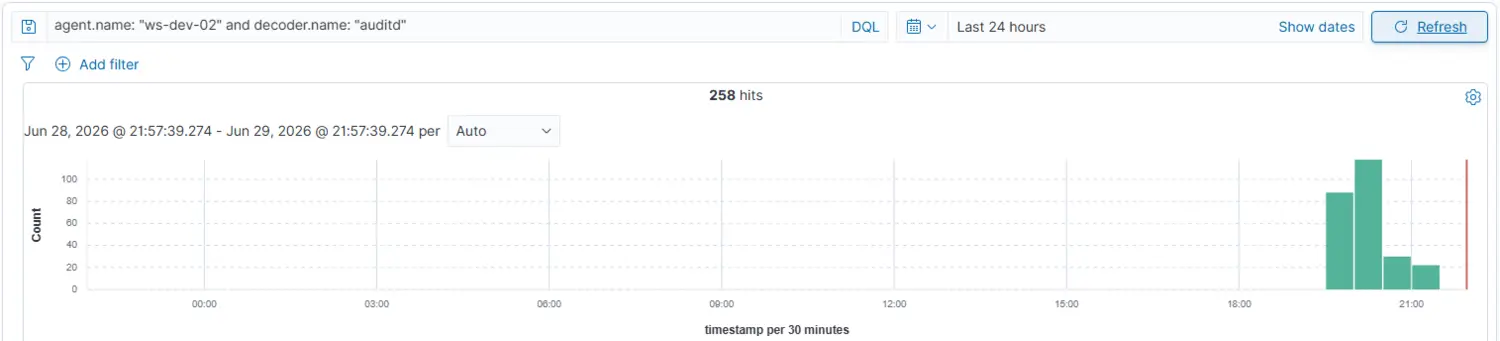 agent.name: "ws-dev-02" and decoder.name: "auditd" DQL Last 24 hours Show dates Refresh
Add filter
258 hits
Jun 28, 2026 @ 21:57:39.274 - Jun 29, 2026 @ 21:57:39.274 per Auto
Count
100
80
60
40
20
0
00:00 03:00 06:00 09:00 12:00 15:00 18:00 21:00
timestamp per 30 minutes